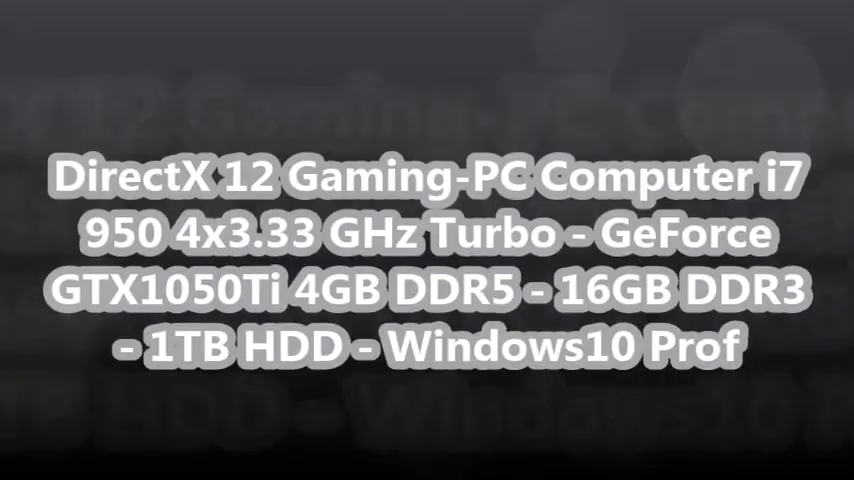 DirectX 12 Gaming-PC Computer i7
950 4x3.33 GHz Turbo - GeForce
GTX1050Ti 4GB DDR5 - 16GB DDR3
- 1TB HDD - Windows10 Prof